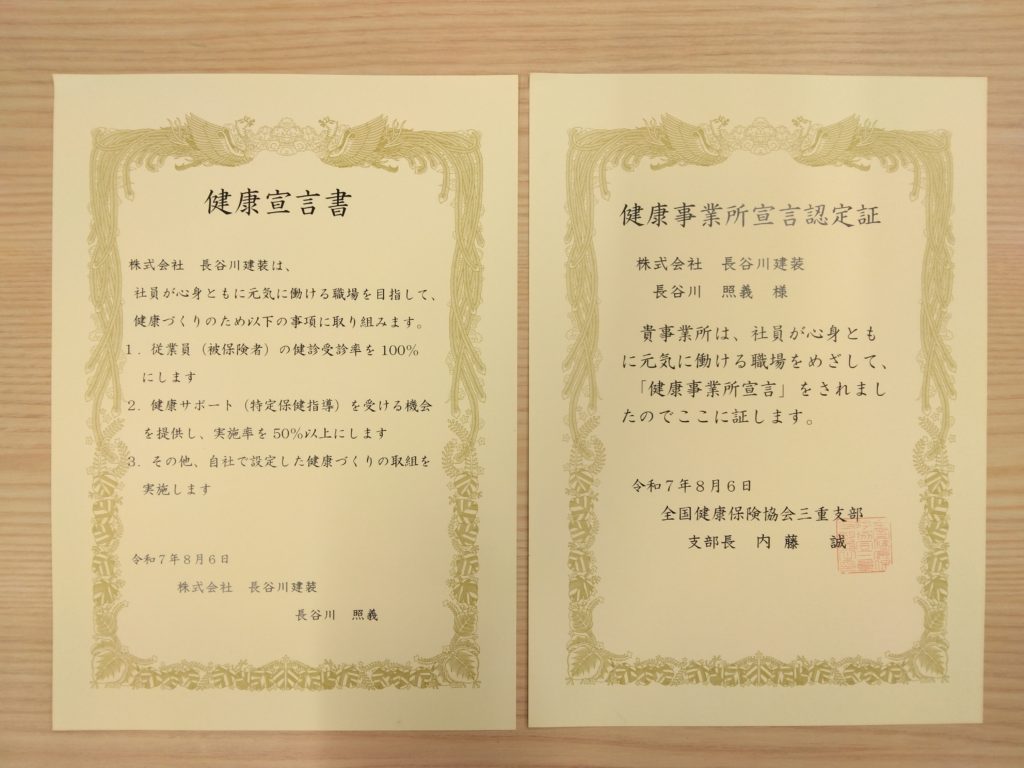 健康宣言書
株式会社　長谷川建装は、
社員が心身ともに元気に働ける職場を目指して、
健康づくりのため以下の事項に取り組みます。
1．従業員（被保険者）の健診受診率を100%
にします
2．健康サポート（特定保健指導）を受ける機会
を提供し、実施率を50%以上にします
3．その他、自社で設定した健康づくりの取組を
実施します
令和７年８月６日
株式会社　長谷川建装
長谷川　照義
健康事業所宣言認定証
株式会社　長谷川建装
長谷川　照義　様
貴事業所は、社員が心身とも
に元気に働ける職場をめざして、
「健康事業所宣言」をされまし
たのでここに証します。
令和７年８月６日
全国健康保険協会三重支部
支部長　内　藤　　誠